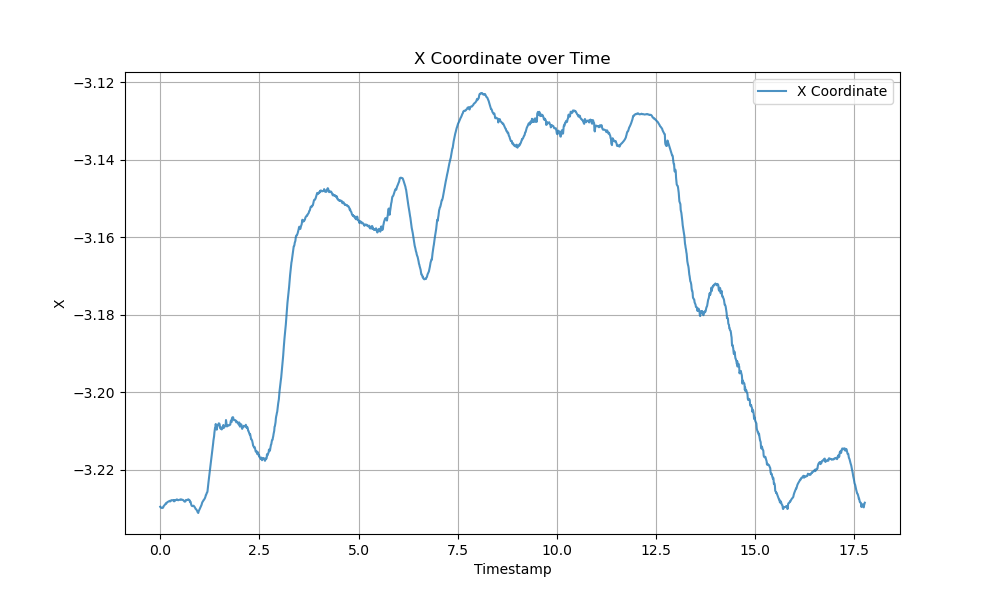 X Coordinate over Time
X Coordinate
−3.12
−3.14
−3.16
−3.18
−3.20
−3.22
X
0.0 2.5 5.0 7.5 10.0 12.5 15.0 17.5
Timestamp